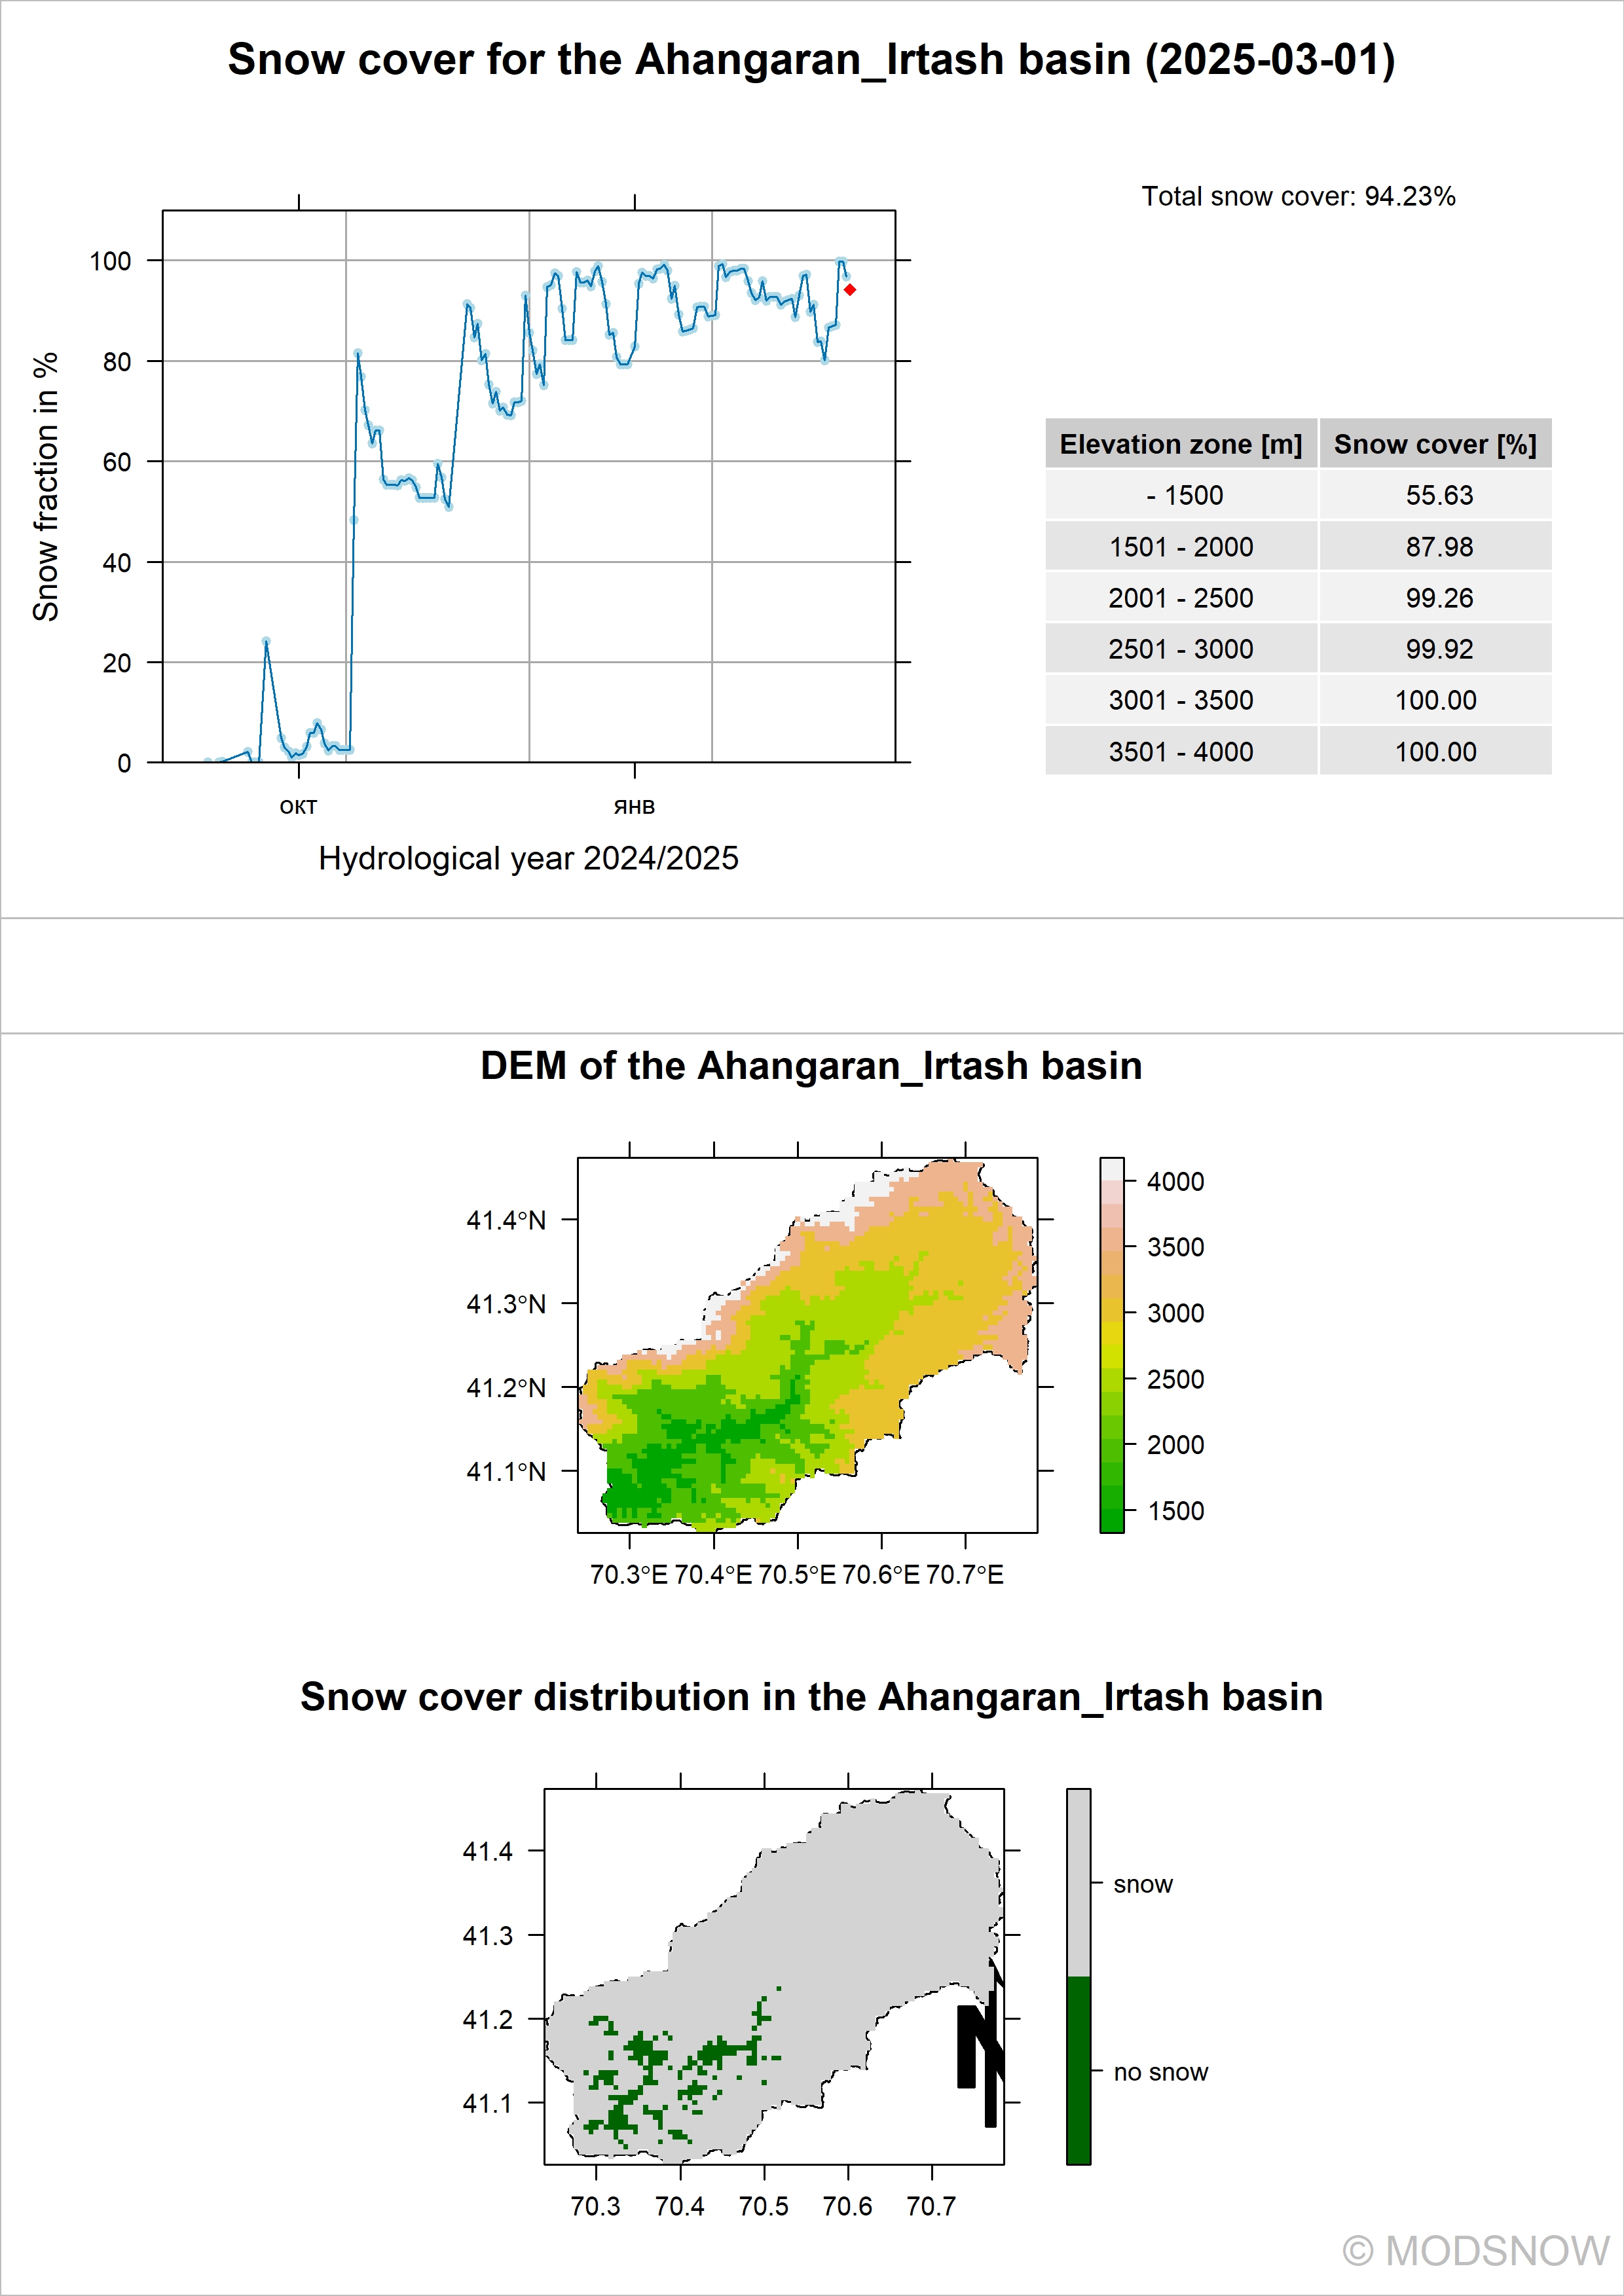 Snow cover for the Ahangaran_Irtash basin (2025-03-01)
Total snow cover: 94.23%
Snow fraction in %
100
80
60
40
20
0
окт янв
Hydrological year 2024/2025
Elevation zone [m] Snow cover [%]
- 1500 55.63
1501 - 2000 87.98
2001 - 2500 99.26
2501 - 3000 99.92
3001 - 3500 100.00
3501 - 4000 100.00
DEM of the Ahangaran_Irtash basin
41.4°N
41.3°N
41.2°N
41.1°N
70.3°E 70.4°E 70.5°E 70.6°E 70.7°E
4000
3500
3000
2500
2000
1500
Snow cover distribution in the Ahangaran_Irtash basin
41.4
41.3
41.2
41.1
70.3 70.4 70.5 70.6 70.7
N
snow
no snow
© MODSNOW